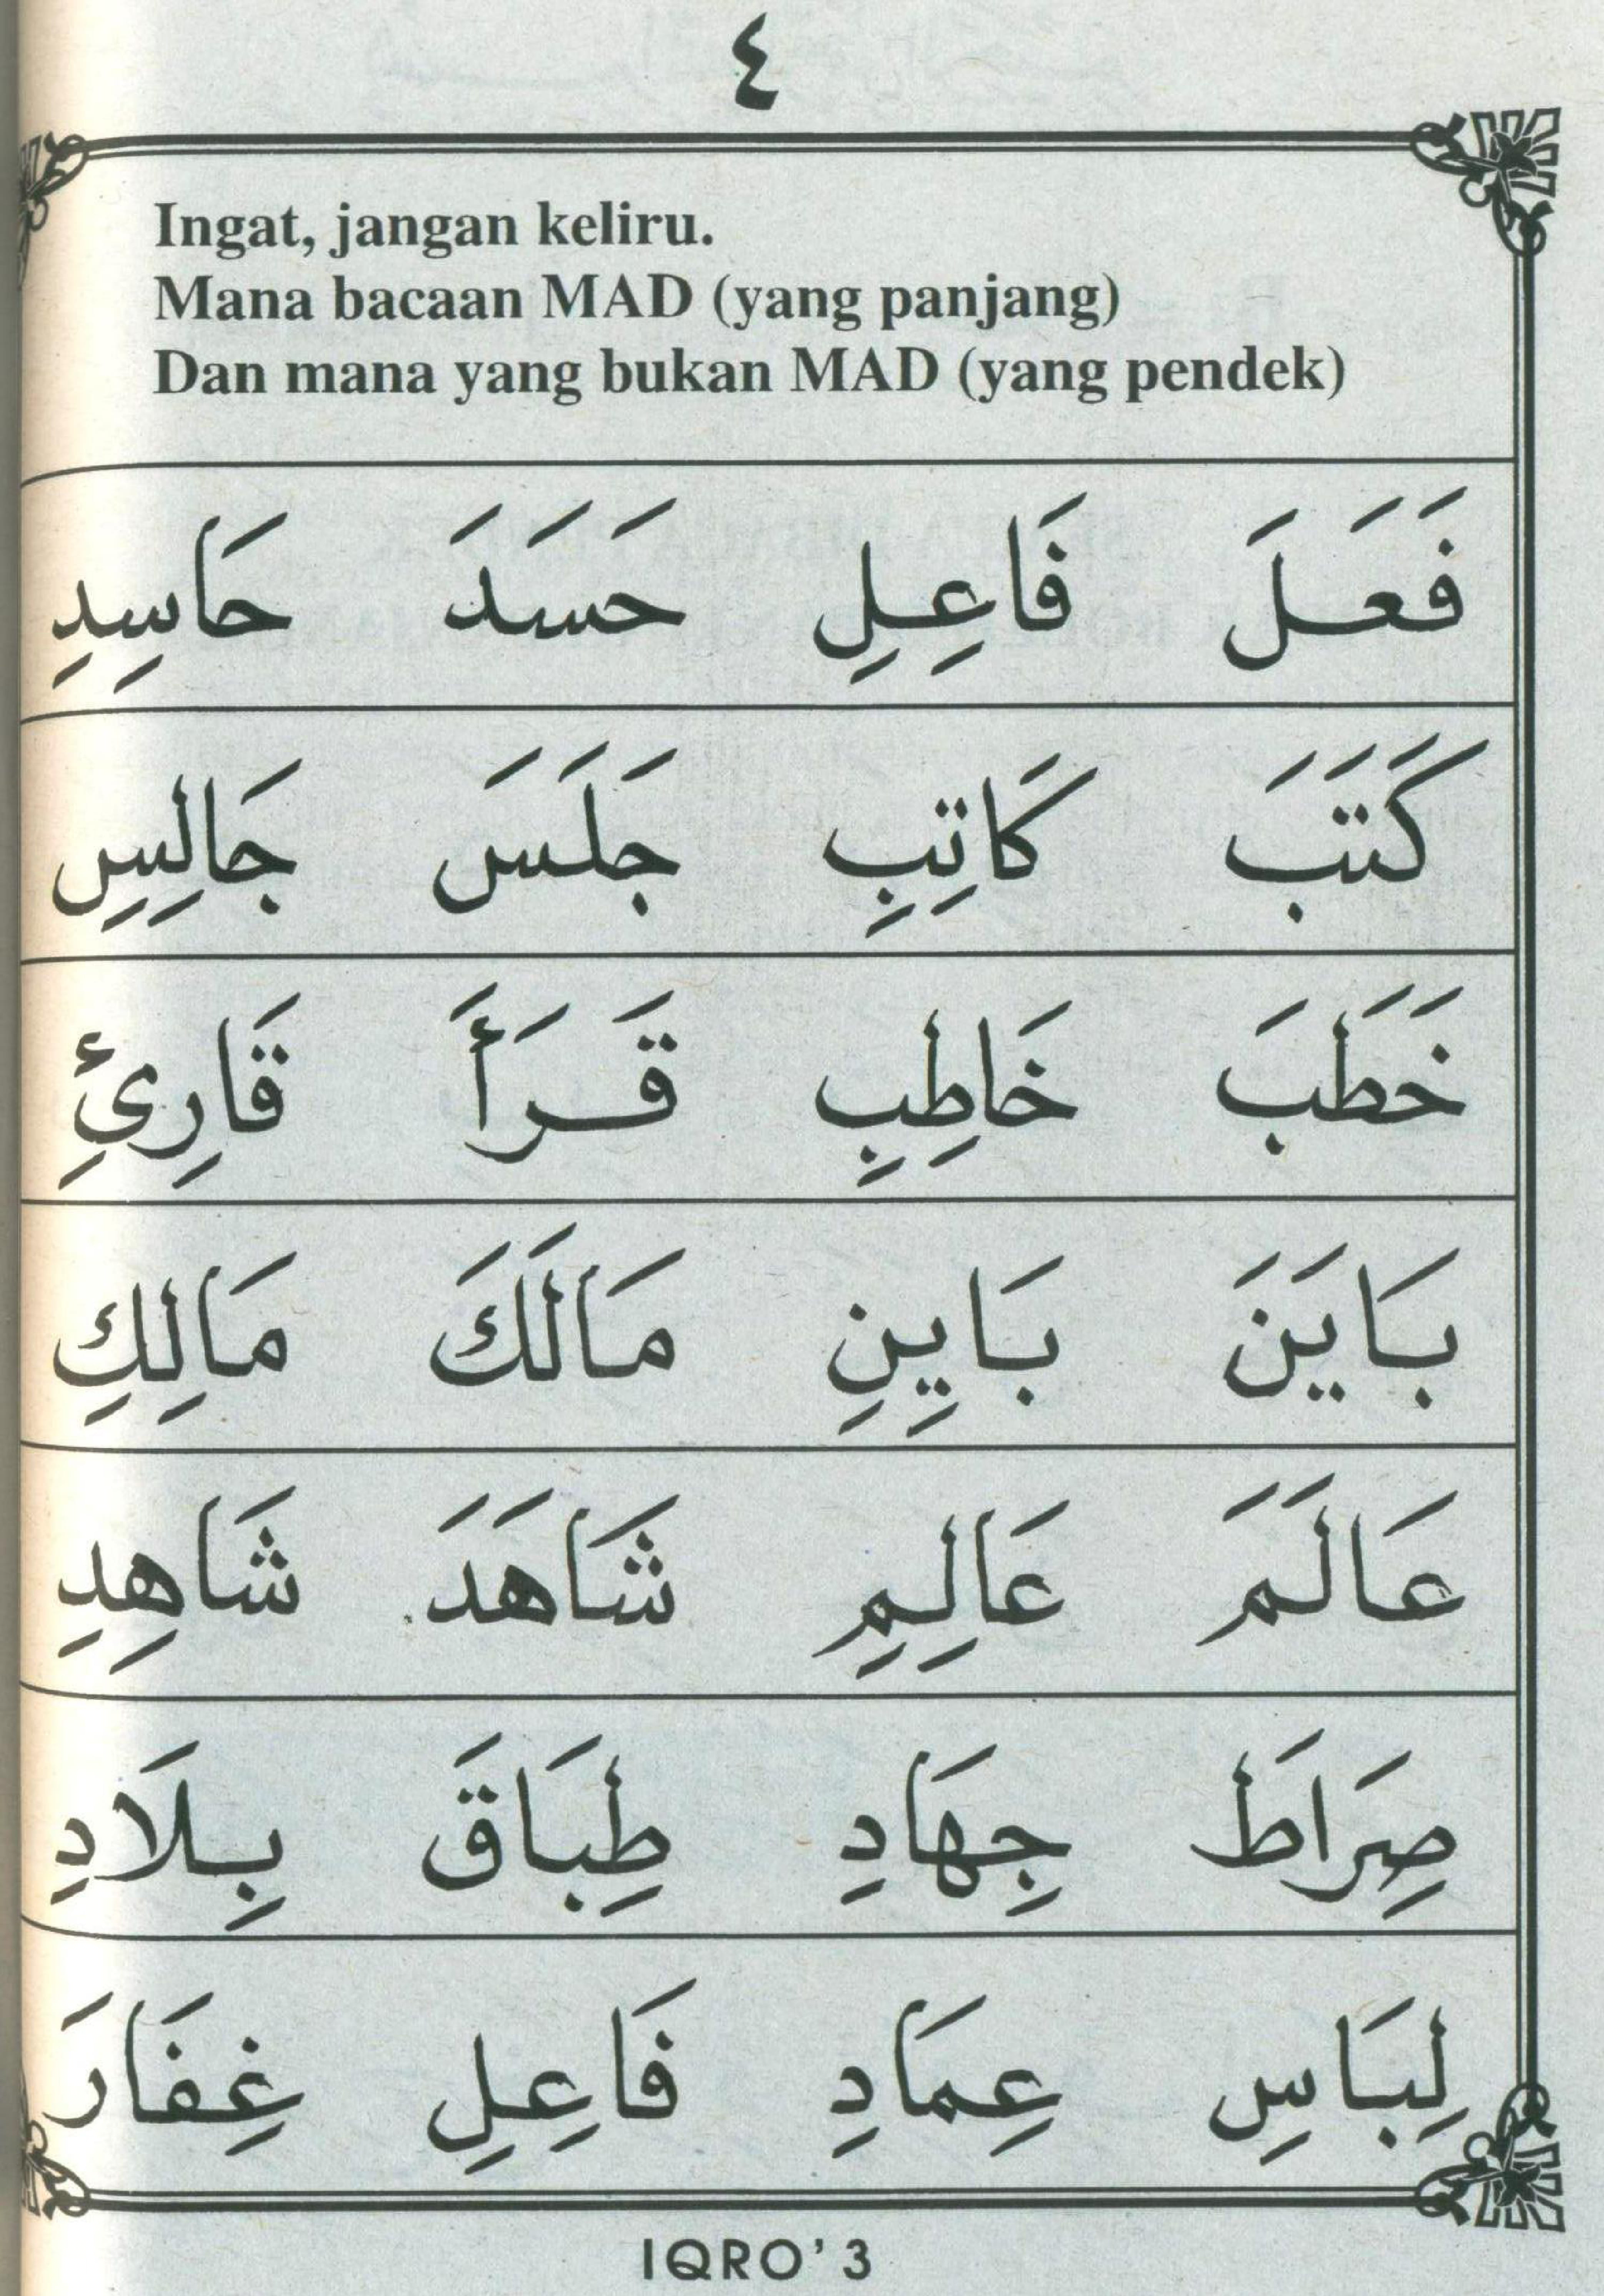 ٤
Ingat, jangan keliru.
Mana bacaan MAD (yang panjang)
Dan mana yang bukan MAD (yang pendek)
فَعَلَ فَاعِلِ حَسَدَ حَاسِدِ
كَتَبَ كَاتِبِ جَلَسَ جَالِسِ
خَطَبَ خَاطِبِ قَرَأَ قَارِئِ
بَايَنَ بَايِنِ مَالَكَ مَالِكِ
عَالَمَ عَالِمِ شَاهَدَ شَاهِدِ
صِرَاطَ جِهَادِ طِبَاقَ بِلَادِ
لِبَاسِ عِمَادِ فَاعِلِ غِفَارَ
IQRO' 3